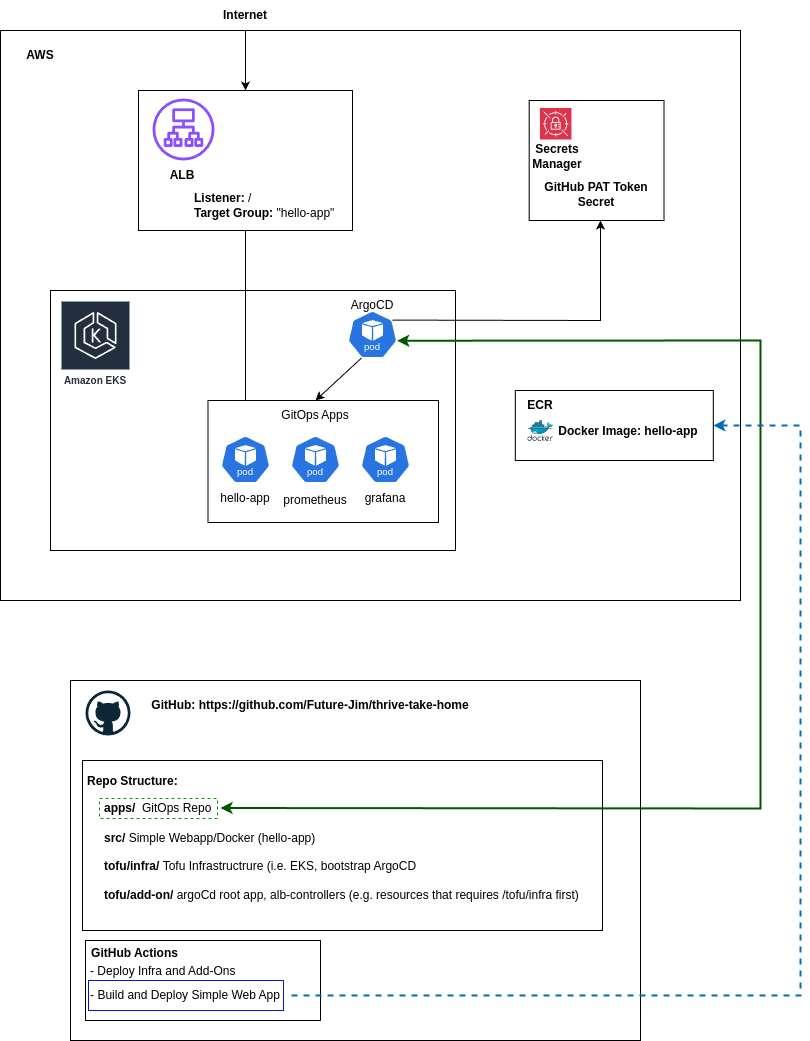 Internet
AWS
ALB
Listener: /
Target Group: "hello-app"
Secrets
Manager
GitHub PAT Token
Secret
Amazon EKS
ArgoCD
pod
GitOps Apps
pod
pod
pod
hello-app
prometheus
grafana
ECR
docker
Docker Image: hello-app
GitHub: https://github.com/Future-Jim/thrive-take-home
Repo Structure:
apps/ GitOps Repo
src/ Simple Webapp/Docker (hello-app)
tofu/infra/ Tofu Infrastructrure (i.e. EKS, bootstrap ArgoCD
tofu/add-on/ argoCd root app, alb-controllers (e.g. resources that requires /tofu/infra first)
GitHub Actions
- Deploy Infra and Add-Ons
- Build and Deploy Simple Web App